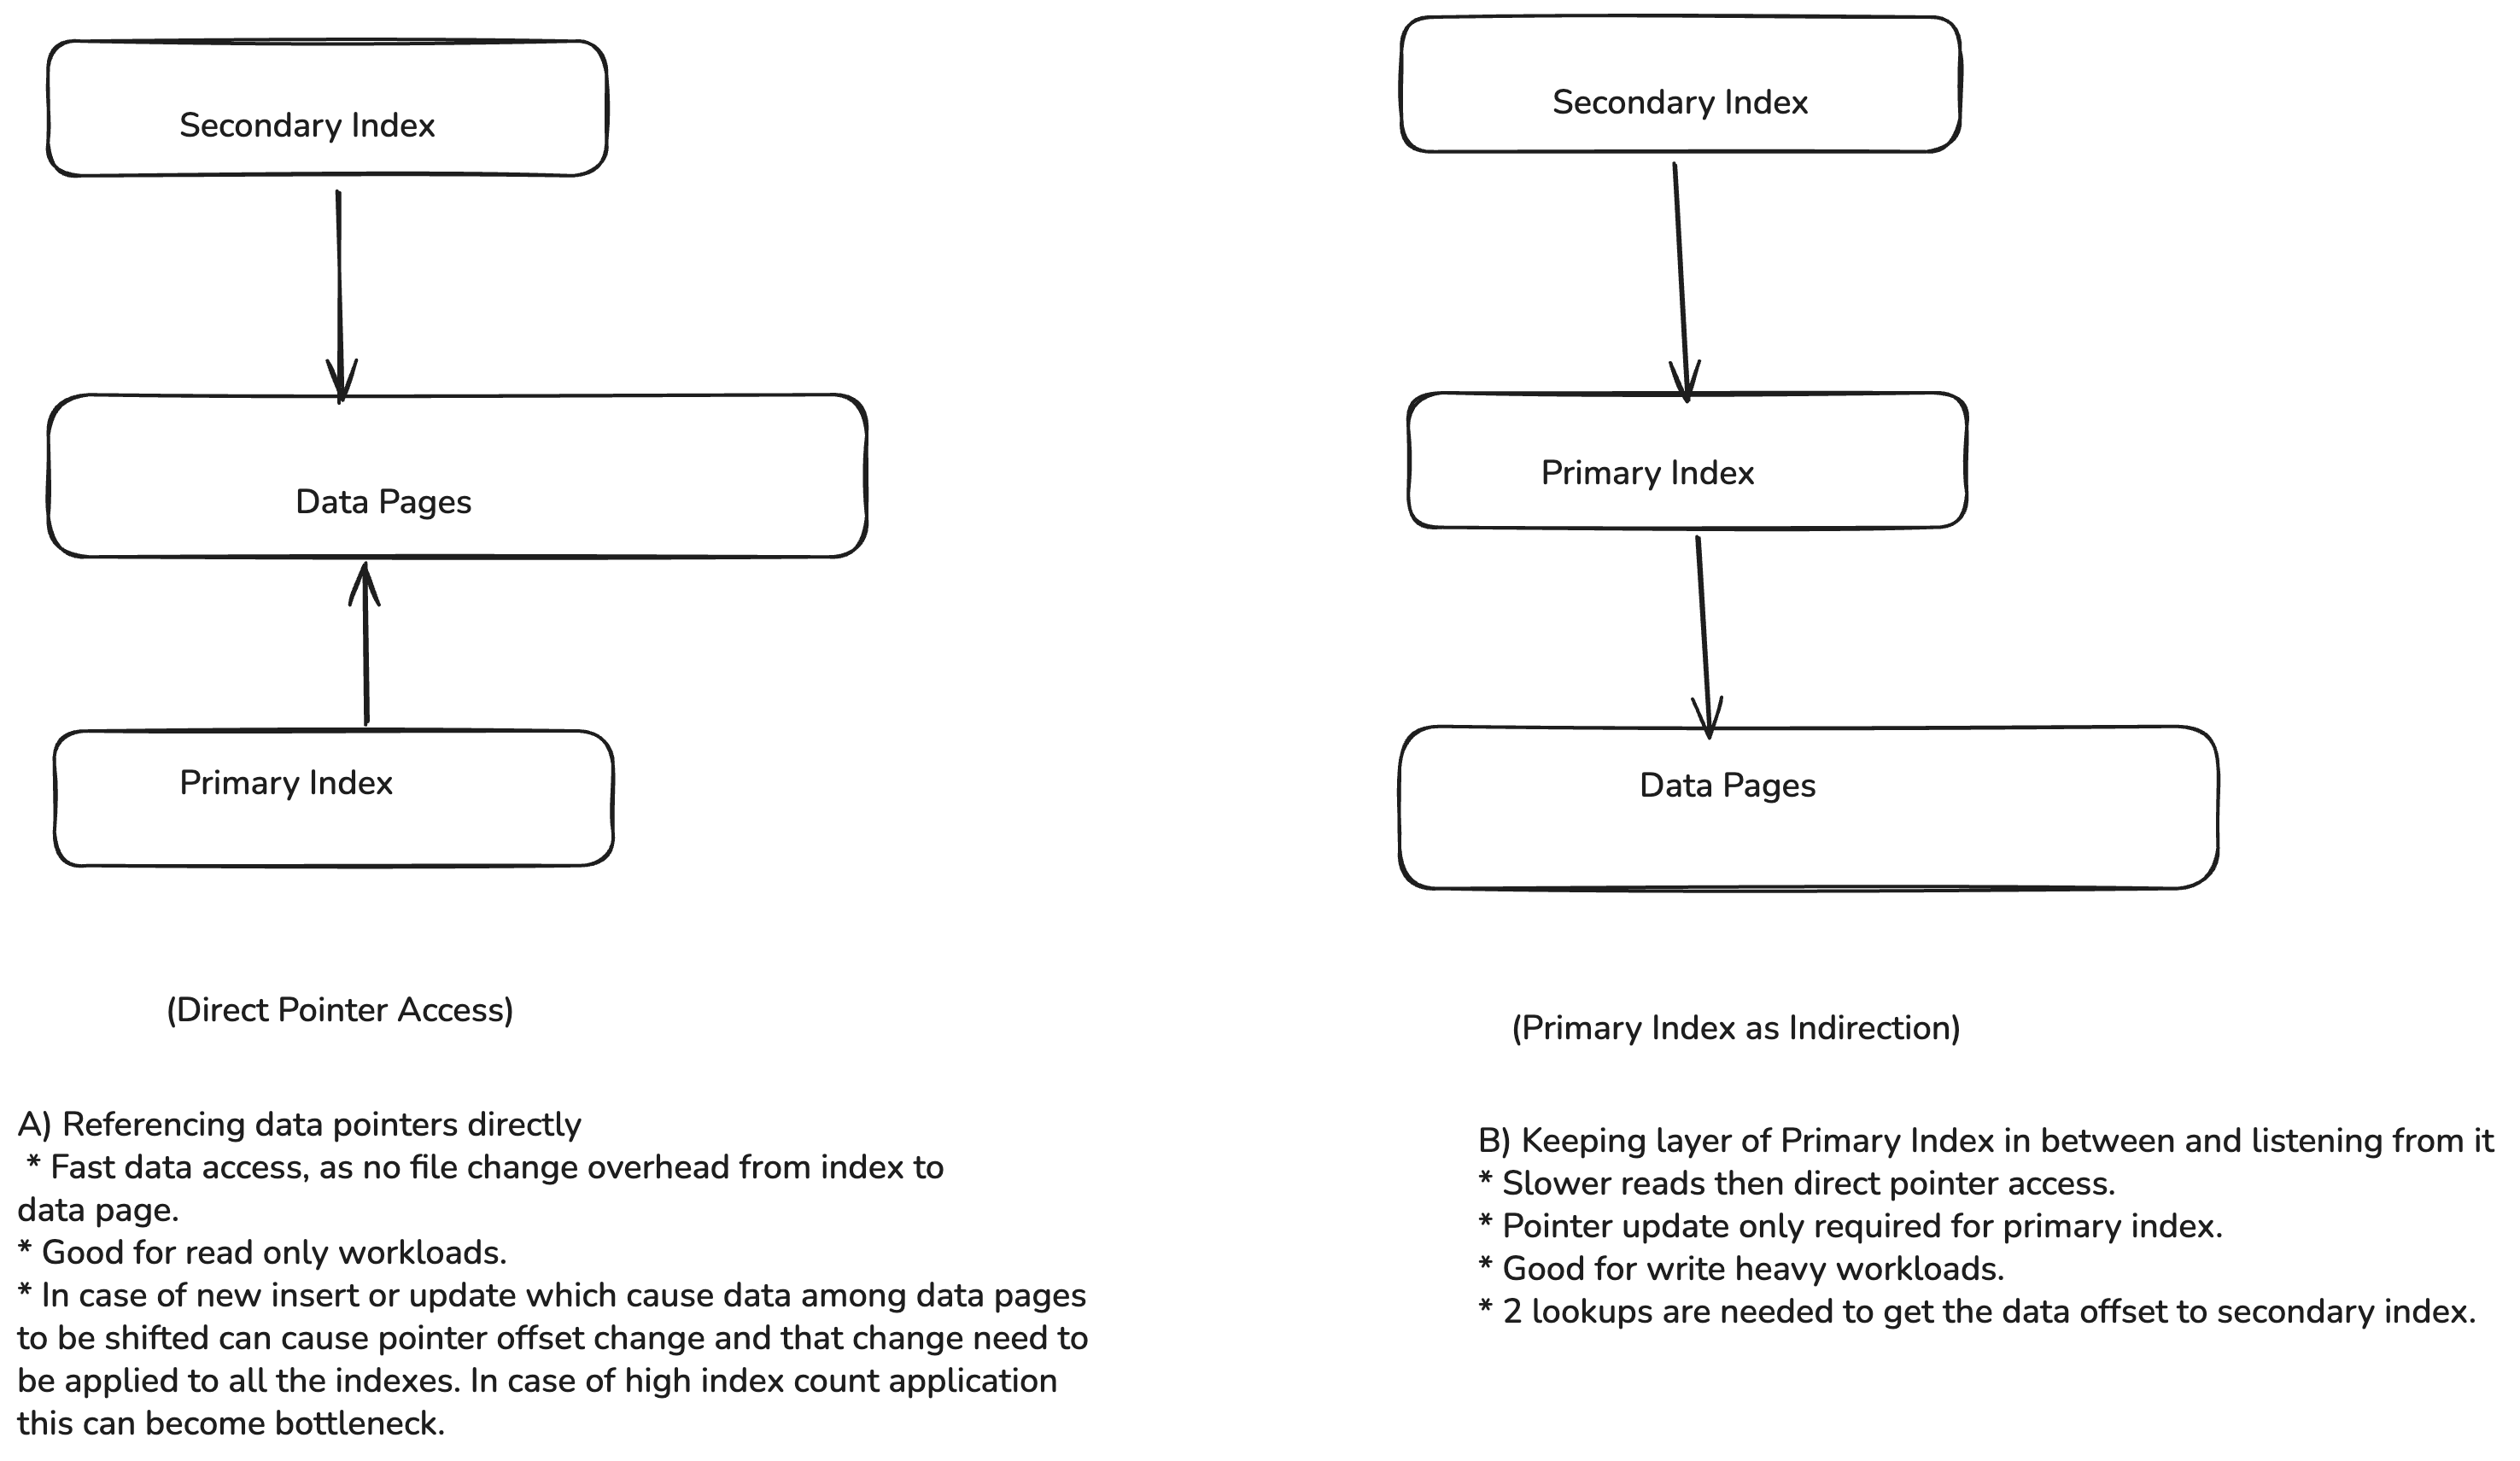 Secondary Index
Data Pages
Primary Index
(Direct Pointer Access)
A) Referencing data pointers directly
* Fast data access, as no file change overhead from index to
data page.
* Good for read only workloads.
* In case of new insert or update which cause data among data pages
to be shifted can cause pointer offset change and that change need to
be applied to all the indexes. In case of high index count application
this can become bottleneck.
Secondary Index
Primary Index
Data Pages
(Primary Index as Indirection)
B) Keeping layer of Primary Index in between and listening from it
* Slower reads then direct pointer access.
* Pointer update only required for primary index.
* Good for write heavy workloads.
* 2 lookups are needed to get the data offset to secondary index.